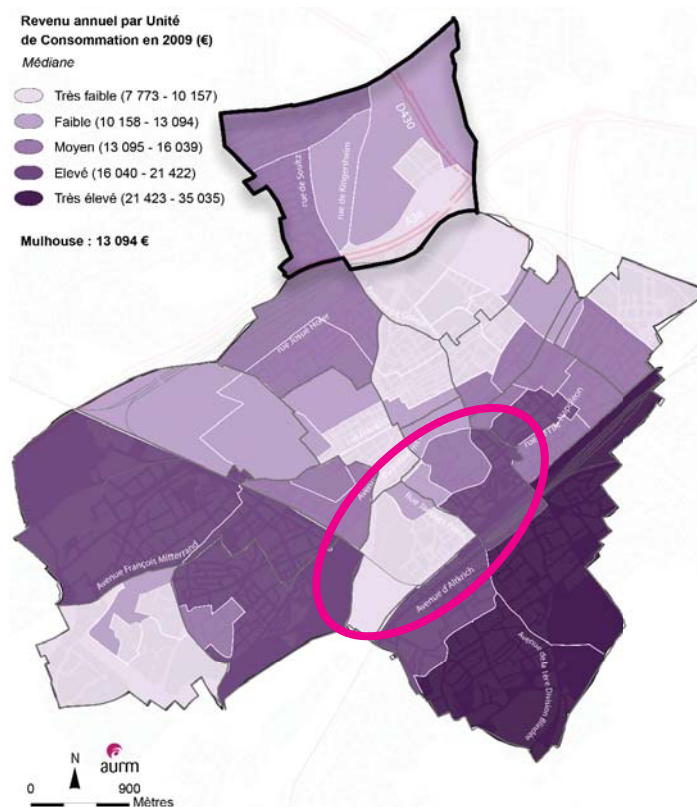 Revenu annuel par Unité
de Consommation en 2009 (€)
Médiane
Très faible (7 773 - 10 157)
Faible (10 158 - 13 094)
Moyen (13 095 - 16 039)
Elevé (16 040 - 21 422)
Très élevé (21 423 - 35 035)
Mulhouse : 13 094 €
D430
rue de Soultz
rue de Kingersheim
A36
rue Josué Hofer
Avenue
Avenue François Mitterrand
Avenue d'Altkrich
Avenue de la 1ère Division Blindée
N
aurm
0 900
Mètres